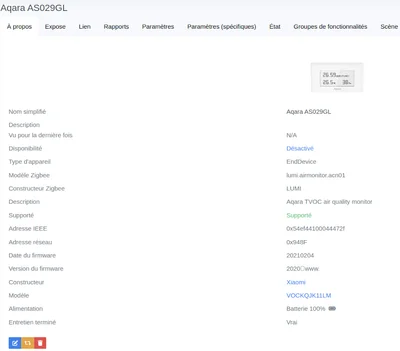 Aqara AS029GL
À propos Expose Lien Rapports Paramètres Paramètres (spécifiques) État Groupes de fonctionnalités Scène
Nom simplifié Aqara AS029GL
Description
Vu pour la dernière fois N/A
Disponibilité Désactivé
Type d'appareil EndDevice
Modèle Zigbee lumi.airmonitor.acn01
Constructeur Zigbee LUMI
Description Aqara TVOC air quality monitor
Supporté Supporté
Adresse IEEE 0x54ef44100044472f
Adresse réseau 0x948F
Date du firmware 20210204
Version du firmware 2020www
Constructeur Xiaomi
Modèle VOCKQJK11LM
Alimentation Batterie 100%
Entretien terminé Vrai